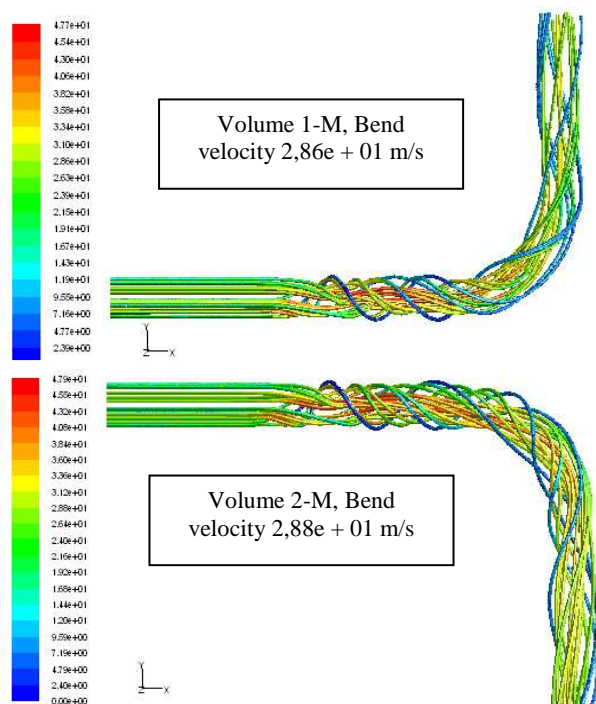 4.77e+01
4.54e+01
4.30e+01
4.06e+01
3.82e+01
3.58e+01
3.34e+01
3.10e+01
2.86e+01
2.63e+01
2.39e+01
2.15e+01
1.91e+01
1.67e+01
1.43e+01
1.19e+01
9.55e+00
7.16e+00
4.77e+00
2.39e+00
Volume 1-M, Bend
velocity 2,86e + 01 m/s
Y
Z X
4.79e+01
4.55e+01
4.32e+01
4.08e+01
3.84e+01
3.60e+01
3.36e+01
3.12e+01
2.88e+01
2.64e+01
2.40e+01
2.16e+01
1.92e+01
1.68e+01
1.44e+01
1.20e+01
9.59e+00
7.19e+00
4.79e+00
2.40e+00
0.00e+00
Volume 2-M, Bend
velocity 2,88e + 01 m/s
Y
Z X